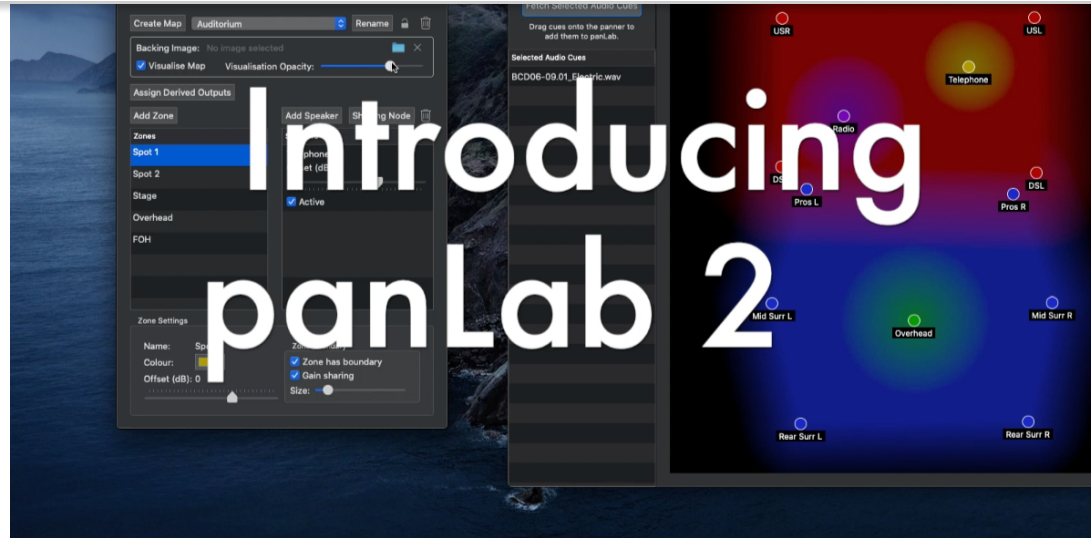 Create Map Auditorium Rename
Backing Image: No image selected
Visualise Map Visualisation Opacity:
Assign Derived Outputs
Add Zone Add Speaker
Zones
Spot 1
Spot 2
Stage
Overhead
FOH
Active
Zone Settings
Name:
Colour:
Offset (dB): 0
Zone has boundary
Gain sharing
Size:
Fetch Selected Audio Cues
Drag cues onto the panner to
add them to panLab.
Selected Audio Cues
BCD06-09.01_Electric.wav
Introducing
panLab 2
USR
USL
Telephone
Radio
DSL
Pros L
Pros R
Mid Surr L
Mid Surr R
Overhead
Rear Surr L
Rear Surr R